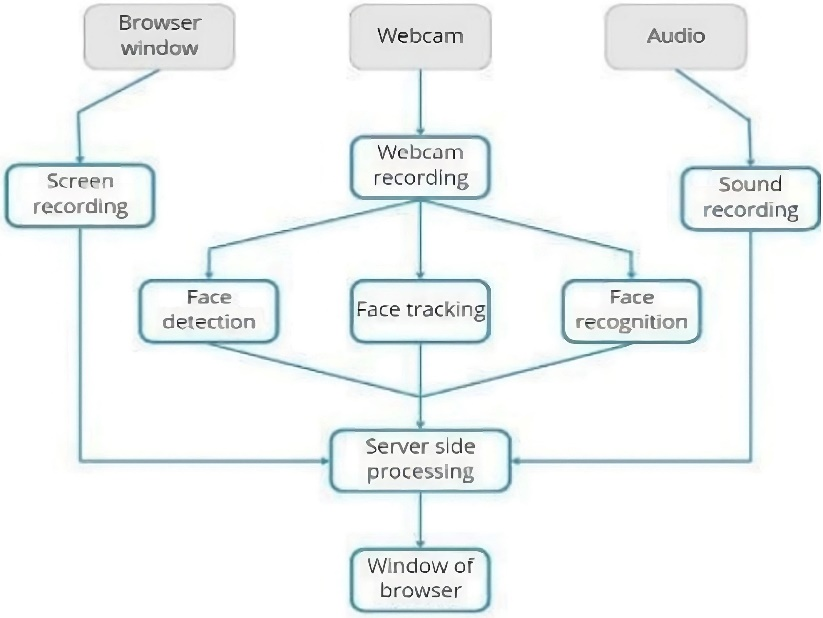 Browser
window
Webcam
Audio
Webcam
recording
Screen
recording
Sound
recording
Face
detection
Face tracking
Face
recognition
Server side
processing
Window of
browser